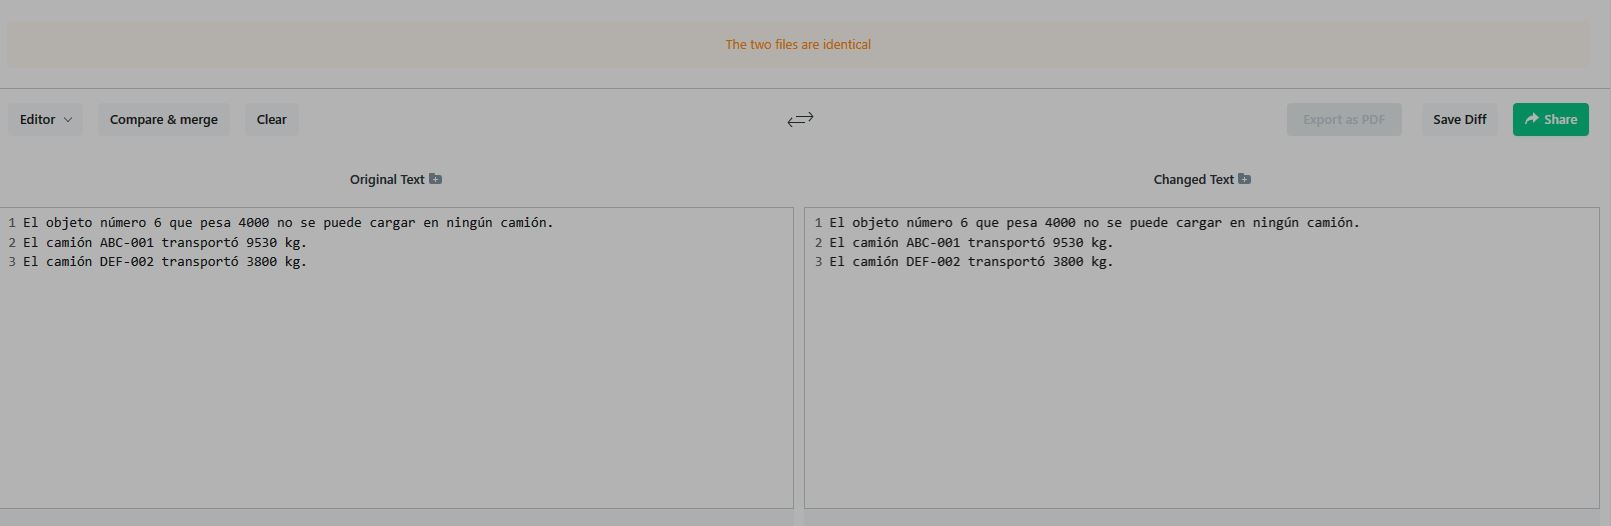 The two files are identical
Editor
Compare & merge
Clear
Export as PDF
Save Diff
Share
Original Text
Changed Text
1 El objeto número 6 que pesa 4000 no se puede cargar en ningún camión.
2 El camión ABC-001 transportó 9530 kg.
3 El camión DEF-002 transportó 3800 kg.
1 El objeto número 6 que pesa 4000 no se puede cargar en ningún camión.
2 El camión ABC-001 transportó 9530 kg.
3 El camión DEF-002 transportó 3800 kg.